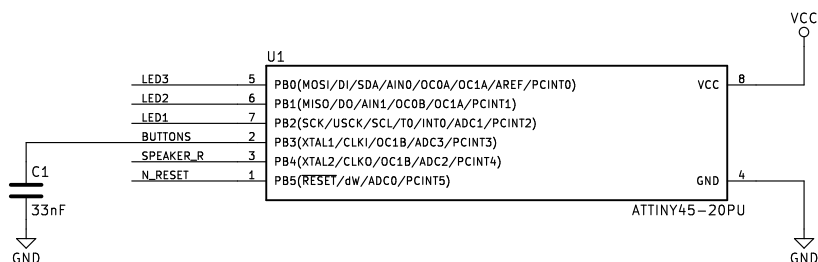 VCC
U1
LED3 5 PB0(MOSI/DI/SDA/AIN0/OC0A/OC1A/AREF/PCINT0) VCC 8
LED2 6 PB1(MISO/DO/AIN1/OC0B/OC1A/PCINT1)
LED1 7 PB2(SCK/USCK/SCL/T0/INT0/ADC1/PCINT2)
BUTTONS 2 PB3(XTAL1/CLKI/OC1B/ADC3/PCINT3)
SPEAKER_R 3 PB4(XTAL2/CLKO/OC1B/ADC2/PCINT4)
N_RESET 1 PB5(RESET/dW/ADC0/PCINT5) GND 4
C1
33nF
ATTINY45-20PU
GND
GND